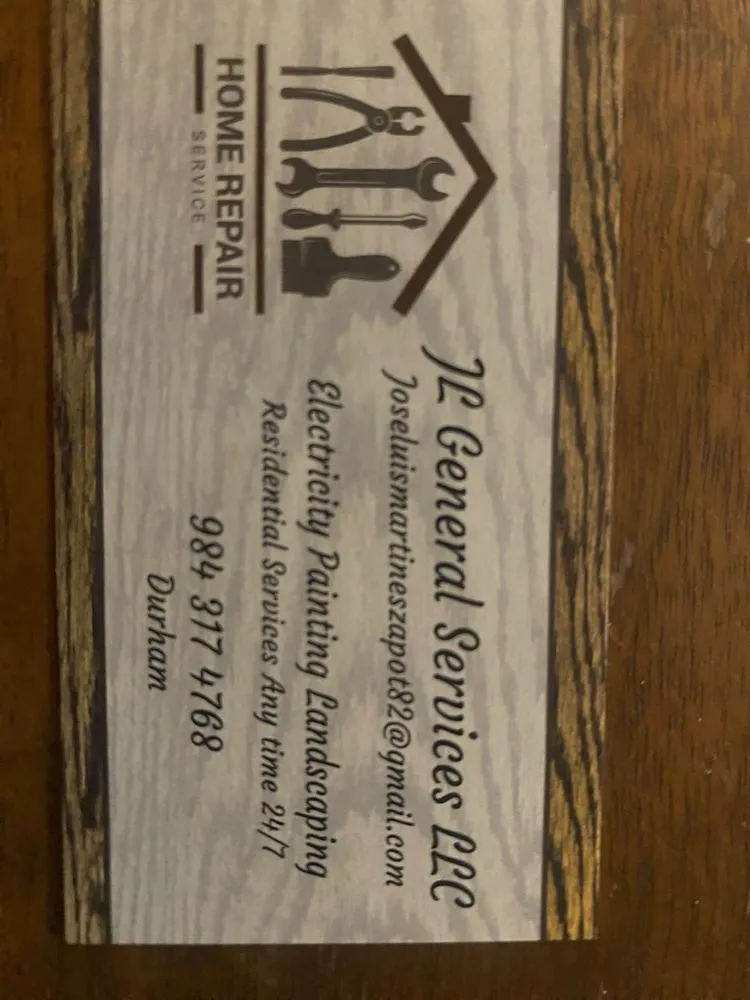 HOME REPAIR
SERVICE
JL General Services LLC
Joseluismartineszapot82@gmail.com
Electricity Painting Landscaping
Residential Services Any time 24/7
984 317 4768
Durham